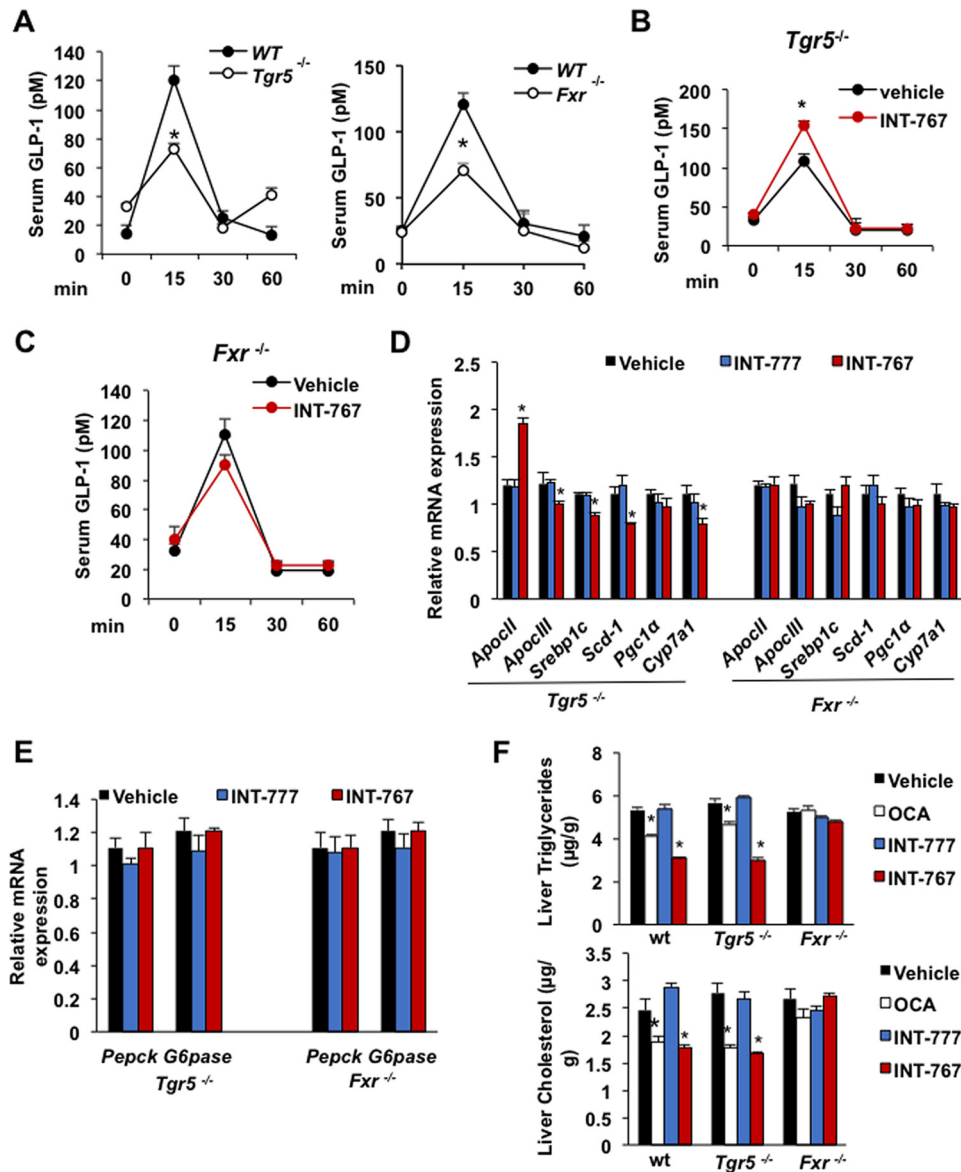 A
Serum GLP-1 (pM)
140
120
100
80
60
40
20
0
WT
Tgr5 -/-
*
min
0 15 30 60
Serum GLP-1 (pM)
150
100
50
0
WT
Fxr -/-
*
0 15 30 60
B
Tgr5-/-
Serum GLP-1 (pM)
200
150
100
50
0
vehicle
INT-767
*
min
0 15 30 60
C
Fxr -/-
Serum GLP-1 (pM)
140
120
100
80
60
40
20
0
Vehicle
INT-767
min
0 15 30 60
D
Vehicle INT-777 INT-767
Relative mRNA expression
2.5
2
1.5
1
0.5
0
* * * * *
ApocII ApocIII Srebp1c Scd-1 Pgc1α Cyp7a1
Tgr5 -/-
ApocII ApocIII Srebp1c Scd-1 Pgc1α Cyp7a1
Fxr -/-
E
Vehicle INT-777 INT-767
Relative mRNA
expression
1.4
1.2
1
0.8
0.6
0.4
0.2
0
Pepck G6pase
Tgr5 -/-
Pepck G6pase
Fxr -/-
F
Liver Triglycerides
(µg/g)
8
6
4
2
0
* * * *
wt Tgr5 -/- Fxr -/-
Vehicle
OCA
INT-777
INT-767
Liver Cholesterol (µg/
g)
3.5
3
2.5
2
1.5
1
0.5
0
* * * *
wt Tgr5 -/- Fxr -/-
Vehicle
OCA
INT-777
INT-767